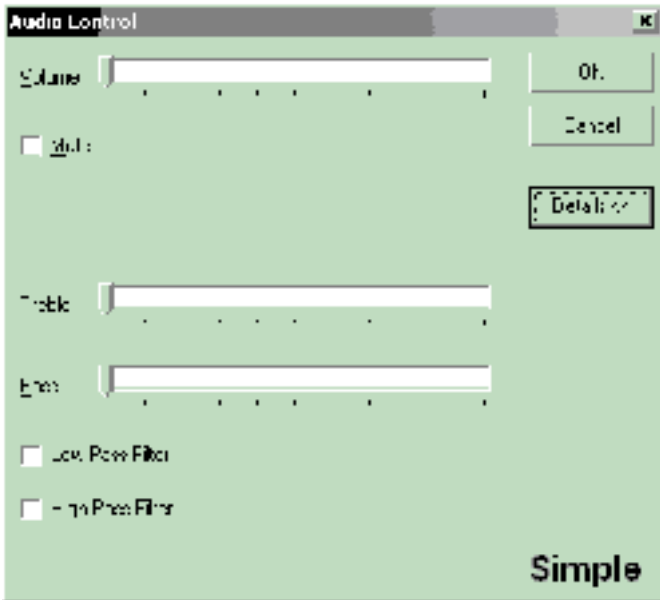 Audio Control
Volume
OK
Mute
Cancel
Details <<
Treble
Bass
Low Pass Filter
High Pass Filter
Simple